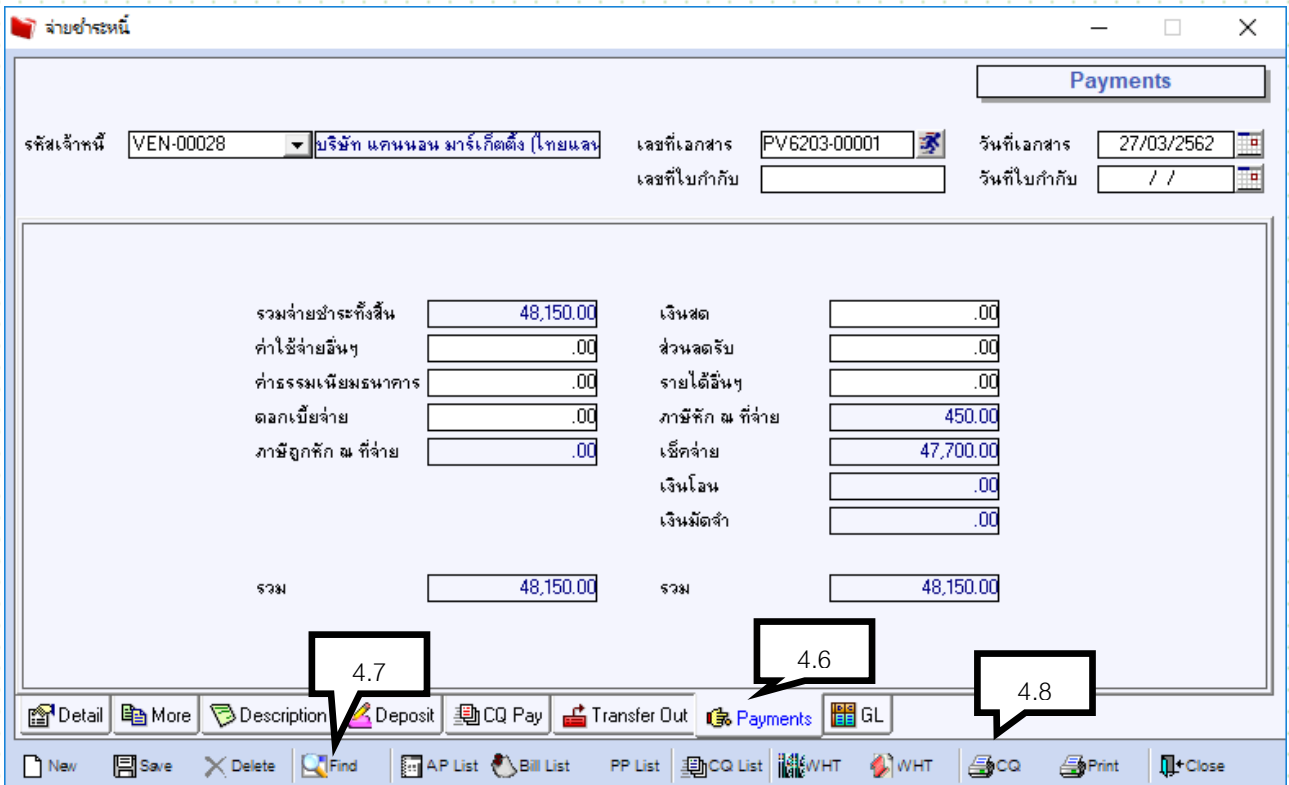 จ่ายชำระหนี้
Payments
รหัสเจ้าหนี้ VEN-00028 บริษัท แคนนอน มาร์เก็ตติ้ง (ไทยแลน เลขที่เอกสาร PV6203-00001 วันที่เอกสาร 27/03/2562
เลขที่ใบกำกับ วันที่ใบกำกับ / /
รวมจ่ายชำระทั้งสิ้น 48,150.00 เงินสด .00
ค่าใช้จ่ายอื่นๆ .00 ส่วนลดรับ .00
ค่าธรรมเนียมธนาคาร .00 รายได้อื่นๆ .00
ดอกเบี้ยจ่าย .00 ภาษีหัก ณ ที่จ่าย 450.00
ภาษีถูกหัก ณ ที่จ่าย .00 เช็คจ่าย 47,700.00
เงินโอน .00
เงินมัดจำ .00
รวม 48,150.00 รวม 48,150.00
4.7 4.6 4.8
Detail More Description Deposit CQ Pay Transfer Out Payments GL
New Save Delete Find AP List Bill List PP List CQ List WHT WHT CQ Print Close